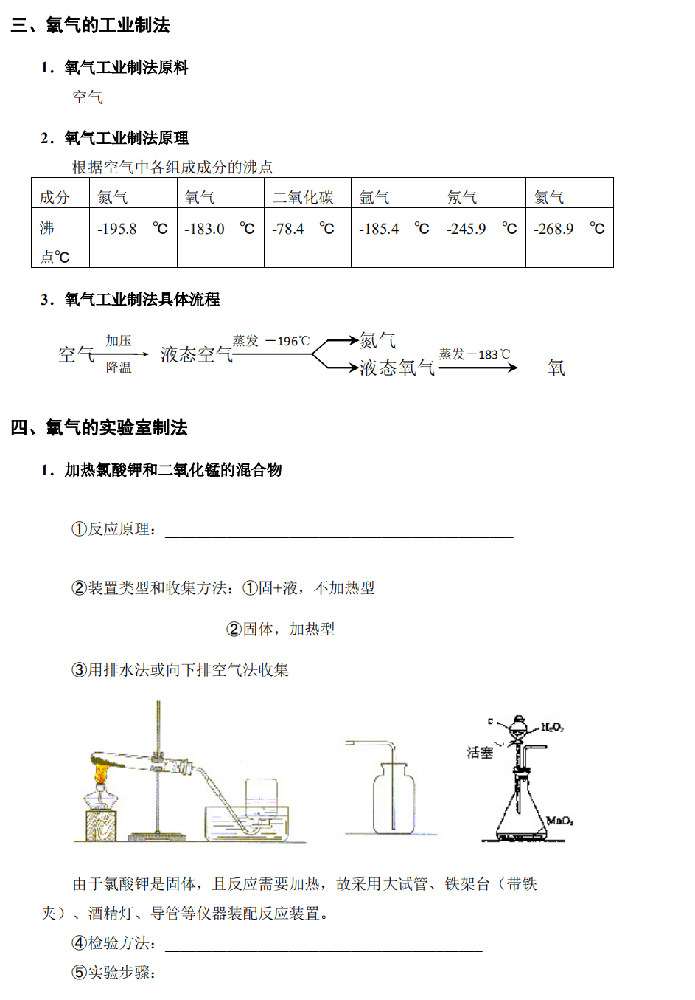 三、氧气的工业制法
1．氧气工业制法原料
空气
2．氧气工业制法原理
根据空气中各组成成分的沸点
成分 氮气 氧气 二氧化碳 氩气 氖气 氦气
沸点℃ -195.8 ℃ -183.0 ℃ -78.4 ℃ -185.4 ℃ -245.9 ℃ -268.9 ℃
3．氧气工业制法具体流程
空气 加压 降温 液态空气 蒸发 －196℃ 氮气
液态氧气 蒸发－183℃ 氧
四、氧气的实验室制法
1．加热氯酸钾和二氧化锰的混合物
①反应原理：
②装置类型和收集方法：①固+液，不加热型
②固体，加热型
③用排水法或向下排空气法收集
H₂O₂
活塞
MnO₂
由于氯酸钾是固体，且反应需要加热，故采用大试管、铁架台（带铁
夹）、酒精灯、导管等仪器装配反应装置。
④检验方法：
⑤实验步骤：